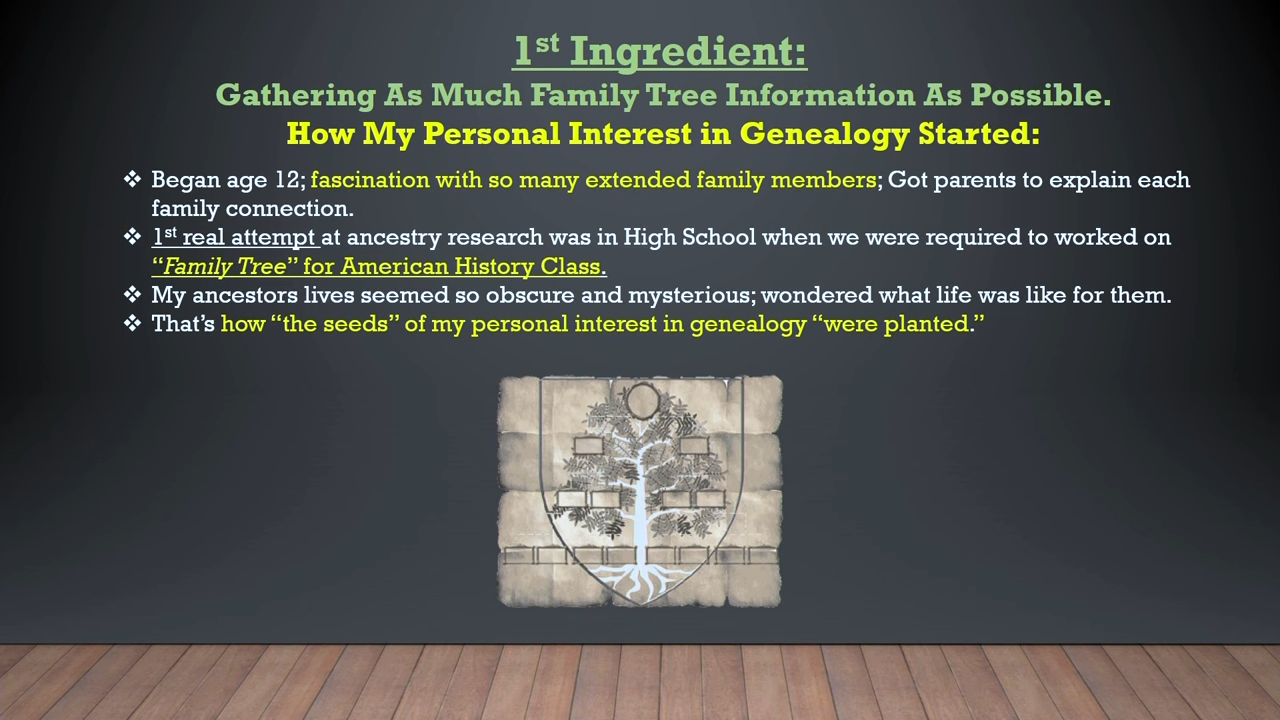 1st Ingredient:
Gathering As Much Family Tree Information As Possible.
How My Personal Interest in Genealogy Started:
❖ Began age 12; fascination with so many extended family members; Got parents to explain each
family connection.
❖ 1st real attempt at ancestry research was in High School when we were required to worked on
“Family Tree” for American History Class.
❖ My ancestors lives seemed so obscure and mysterious; wondered what life was like for them.
❖ That’s how “the seeds” of my personal interest in genealogy “were planted.”